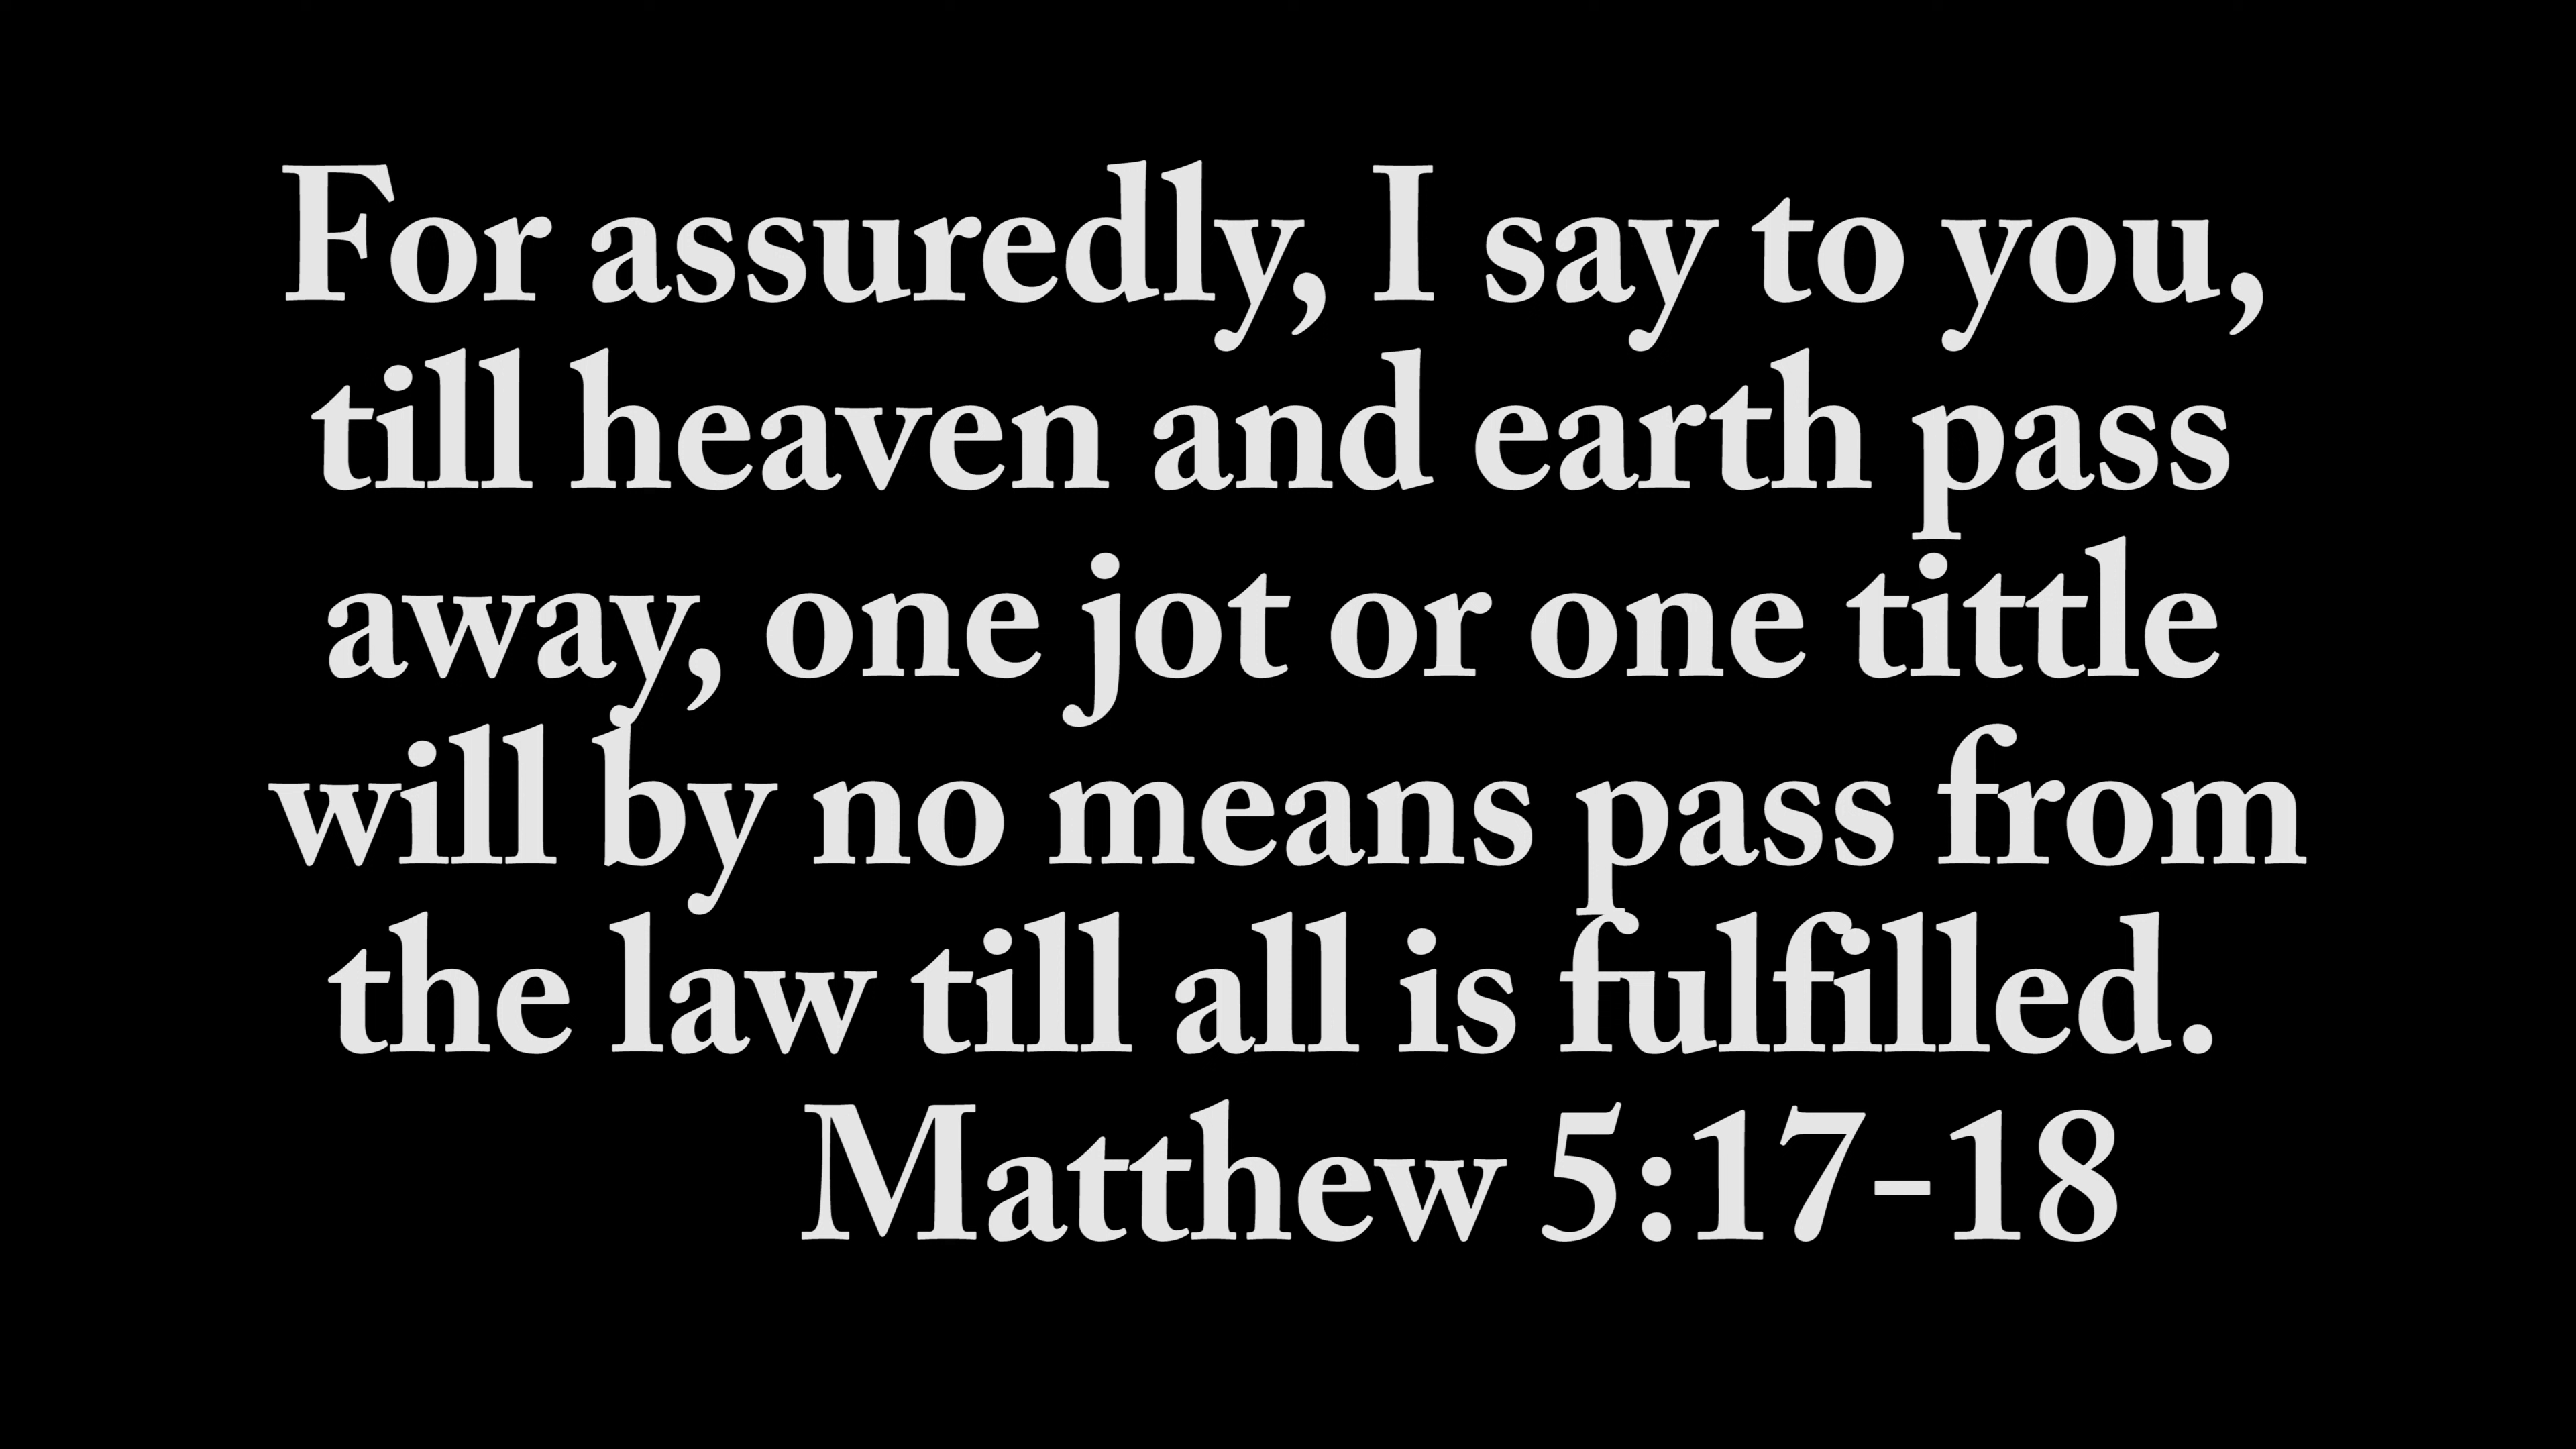 For assuredly, I say to you,
till heaven and earth pass
away, one jot or one tittle
will by no means pass from
the law till all is fulfilled.
Matthew 5:17-18